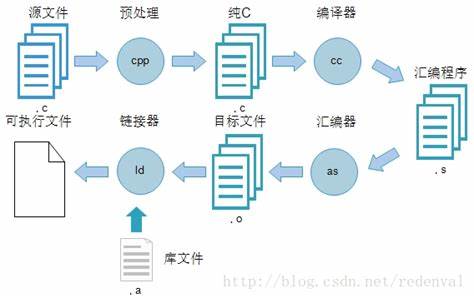 源文件
预处理
纯C
编译器
cpp
cc
.c
.c
汇编程序
.s
可执行文件
链接器
目标文件
汇编器
ld
as
.o
库文件
.a
http://blog.csdn.net/redenval